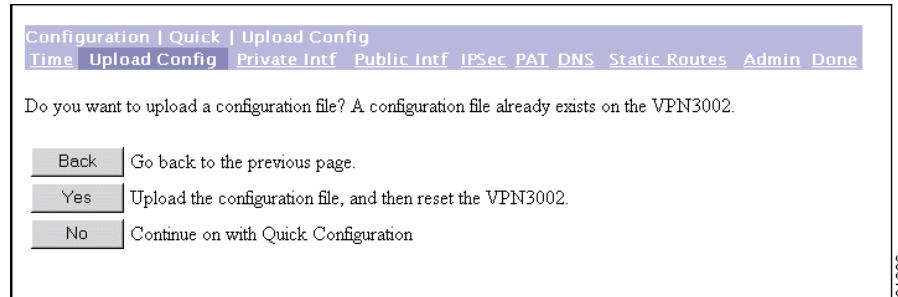 Configuration | Quick | Upload Config
Time Upload Config Private Intf Public Intf IPSec PAT DNS Static Routes Admin Done
Do you want to upload a configuration file? A configuration file already exists on the VPN3002.
Back Go back to the previous page.
Yes Upload the configuration file, and then reset the VPN3002.
No Continue on with Quick Configuration